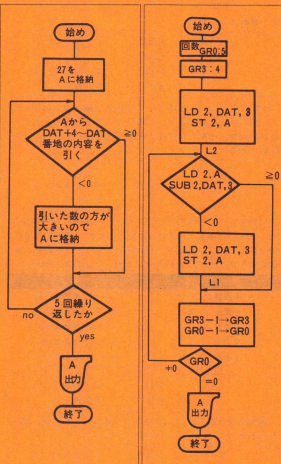 始め
27を
Aに格納
Aから
DAT+4〜DAT
番地の内容を
引く
≧0
<0
引いた数の方が
大きいので
Aに格納
5回繰り
返したか
no
yes
A
出力
終了
始め
回数 GR0:5
GR3:4
LD 2, DAT, 3
ST 2, A
L2
LD 2, A
SUB 2, DAT, 3
≧0
<0
LD 2, DAT, 3
ST 2, A
L1
GR3−1→GR3
GR0−1→GR0
GR0
≠0
=0
A
出力
終了